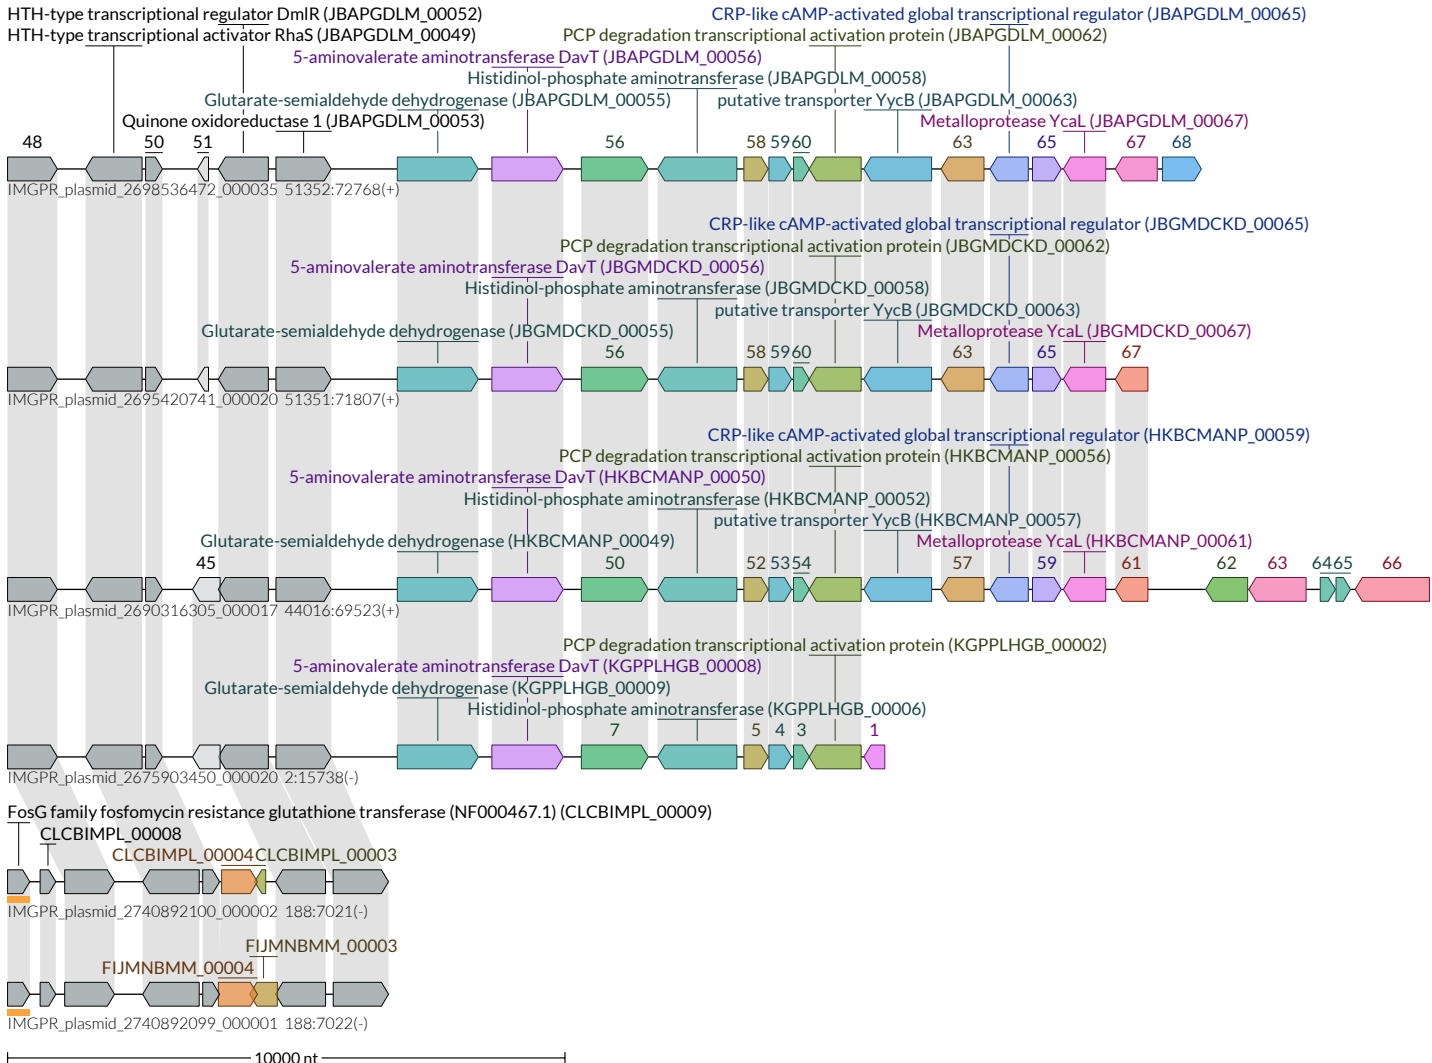 HTH-type transcriptional regulator DmlR (JBAPGDLM_00052) CRP-like cAMP-activated global transcriptional regulator (JBAPGDLM_00065)
HTH-type transcriptional activator RhaS (JBAPGDLM_00049) PCP degradation transcriptional activation protein (JBAPGDLM_00062)
5-aminovalerate aminotransferase DavT (JBAPGDLM_00056)
Histidinol-phosphate aminotransferase (JBAPGDLM_00058)
Glutarate-semialdehyde dehydrogenase (JBAPGDLM_00055) putative transporter YycB (JBAPGDLM_00063)
Quinone oxidoreductase 1 (JBAPGDLM_00053) Metalloprotease YcaL (JBAPGDLM_00067)
48 50 51 56 58 59 60 63 65 67 68
IMGPR_plasmid_2698536472_000035 51352:72768(+)
CRP-like cAMP-activated global transcriptional regulator (JBGMDCKD_00065)
PCP degradation transcriptional activation protein (JBGMDCKD_00062)
5-aminovalerate aminotransferase DavT (JBGMDCKD_00056)
Histidinol-phosphate aminotransferase (JBGMDCKD_00058)
putative transporter YycB (JBGMDCKD_00063)
Glutarate-semialdehyde dehydrogenase (JBGMDCKD_00055) Metalloprotease YcaL (JBGMDCKD_00067)
56 58 59 60 63 65 67
IMGPR_plasmid_2695420741_000020 51351:71807(+)
CRP-like cAMP-activated global transcriptional regulator (HKBCMANP_00059)
PCP degradation transcriptional activation protein (HKBCMANP_00056)
5-aminovalerate aminotransferase DavT (HKBCMANP_00050)
Histidinol-phosphate aminotransferase (HKBCMANP_00052)
putative transporter YycB (HKBCMANP_00057)
Glutarate-semialdehyde dehydrogenase (HKBCMANP_00049) Metalloprotease YcaL (HKBCMANP_00061)
45 50 52 53 54 57 59 61 62 63 64 65 66
IMGPR_plasmid_2690316305_000017 44016:69523(+)
PCP degradation transcriptional activation protein (KGPPLHGB_00002)
5-aminovalerate aminotransferase DavT (KGPPLHGB_00008)
Glutarate-semialdehyde dehydrogenase (KGPPLHGB_00009)
Histidinol-phosphate aminotransferase (KGPPLHGB_00006)
7 5 4 3 1
IMGPR_plasmid_2675903450_000020 2:15738(-)
FosG family fosfomycin resistance glutathione transferase (NF000467.1) (CLCBIMPL_00009)
CLCBIMPL_00008
CLCBIMPL_00004 CLCBIMPL_00003
IMGPR_plasmid_2740892100_000002 188:7021(-)
FIJMNBMM_00003
FIJMNBMM_00004
IMGPR_plasmid_2740892099_000001 188:7022(-)
10000 nt